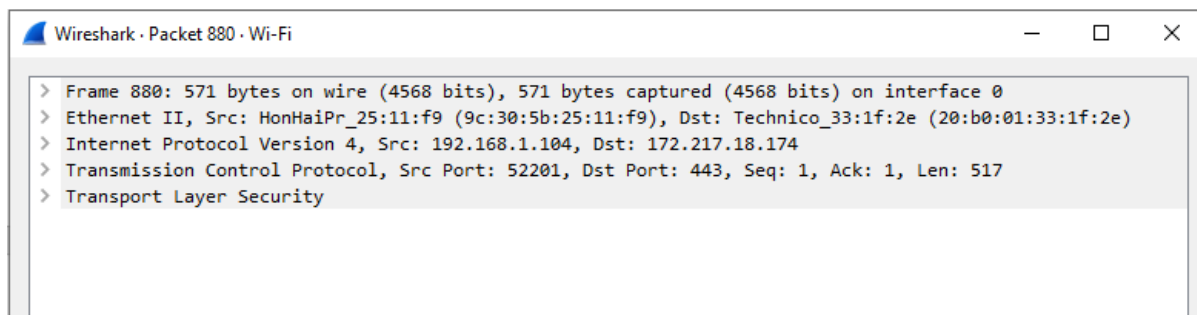 Wireshark · Packet 880 · Wi-Fi
Frame 880: 571 bytes on wire (4568 bits), 571 bytes captured (4568 bits) on interface 0
Ethernet II, Src: HonHaiPr_25:11:f9 (9c:30:5b:25:11:f9), Dst: Technico_33:1f:2e (20:b0:01:33:1f:2e)
Internet Protocol Version 4, Src: 192.168.1.104, Dst: 172.217.18.174
Transmission Control Protocol, Src Port: 52201, Dst Port: 443, Seq: 1, Ack: 1, Len: 517
Transport Layer Security